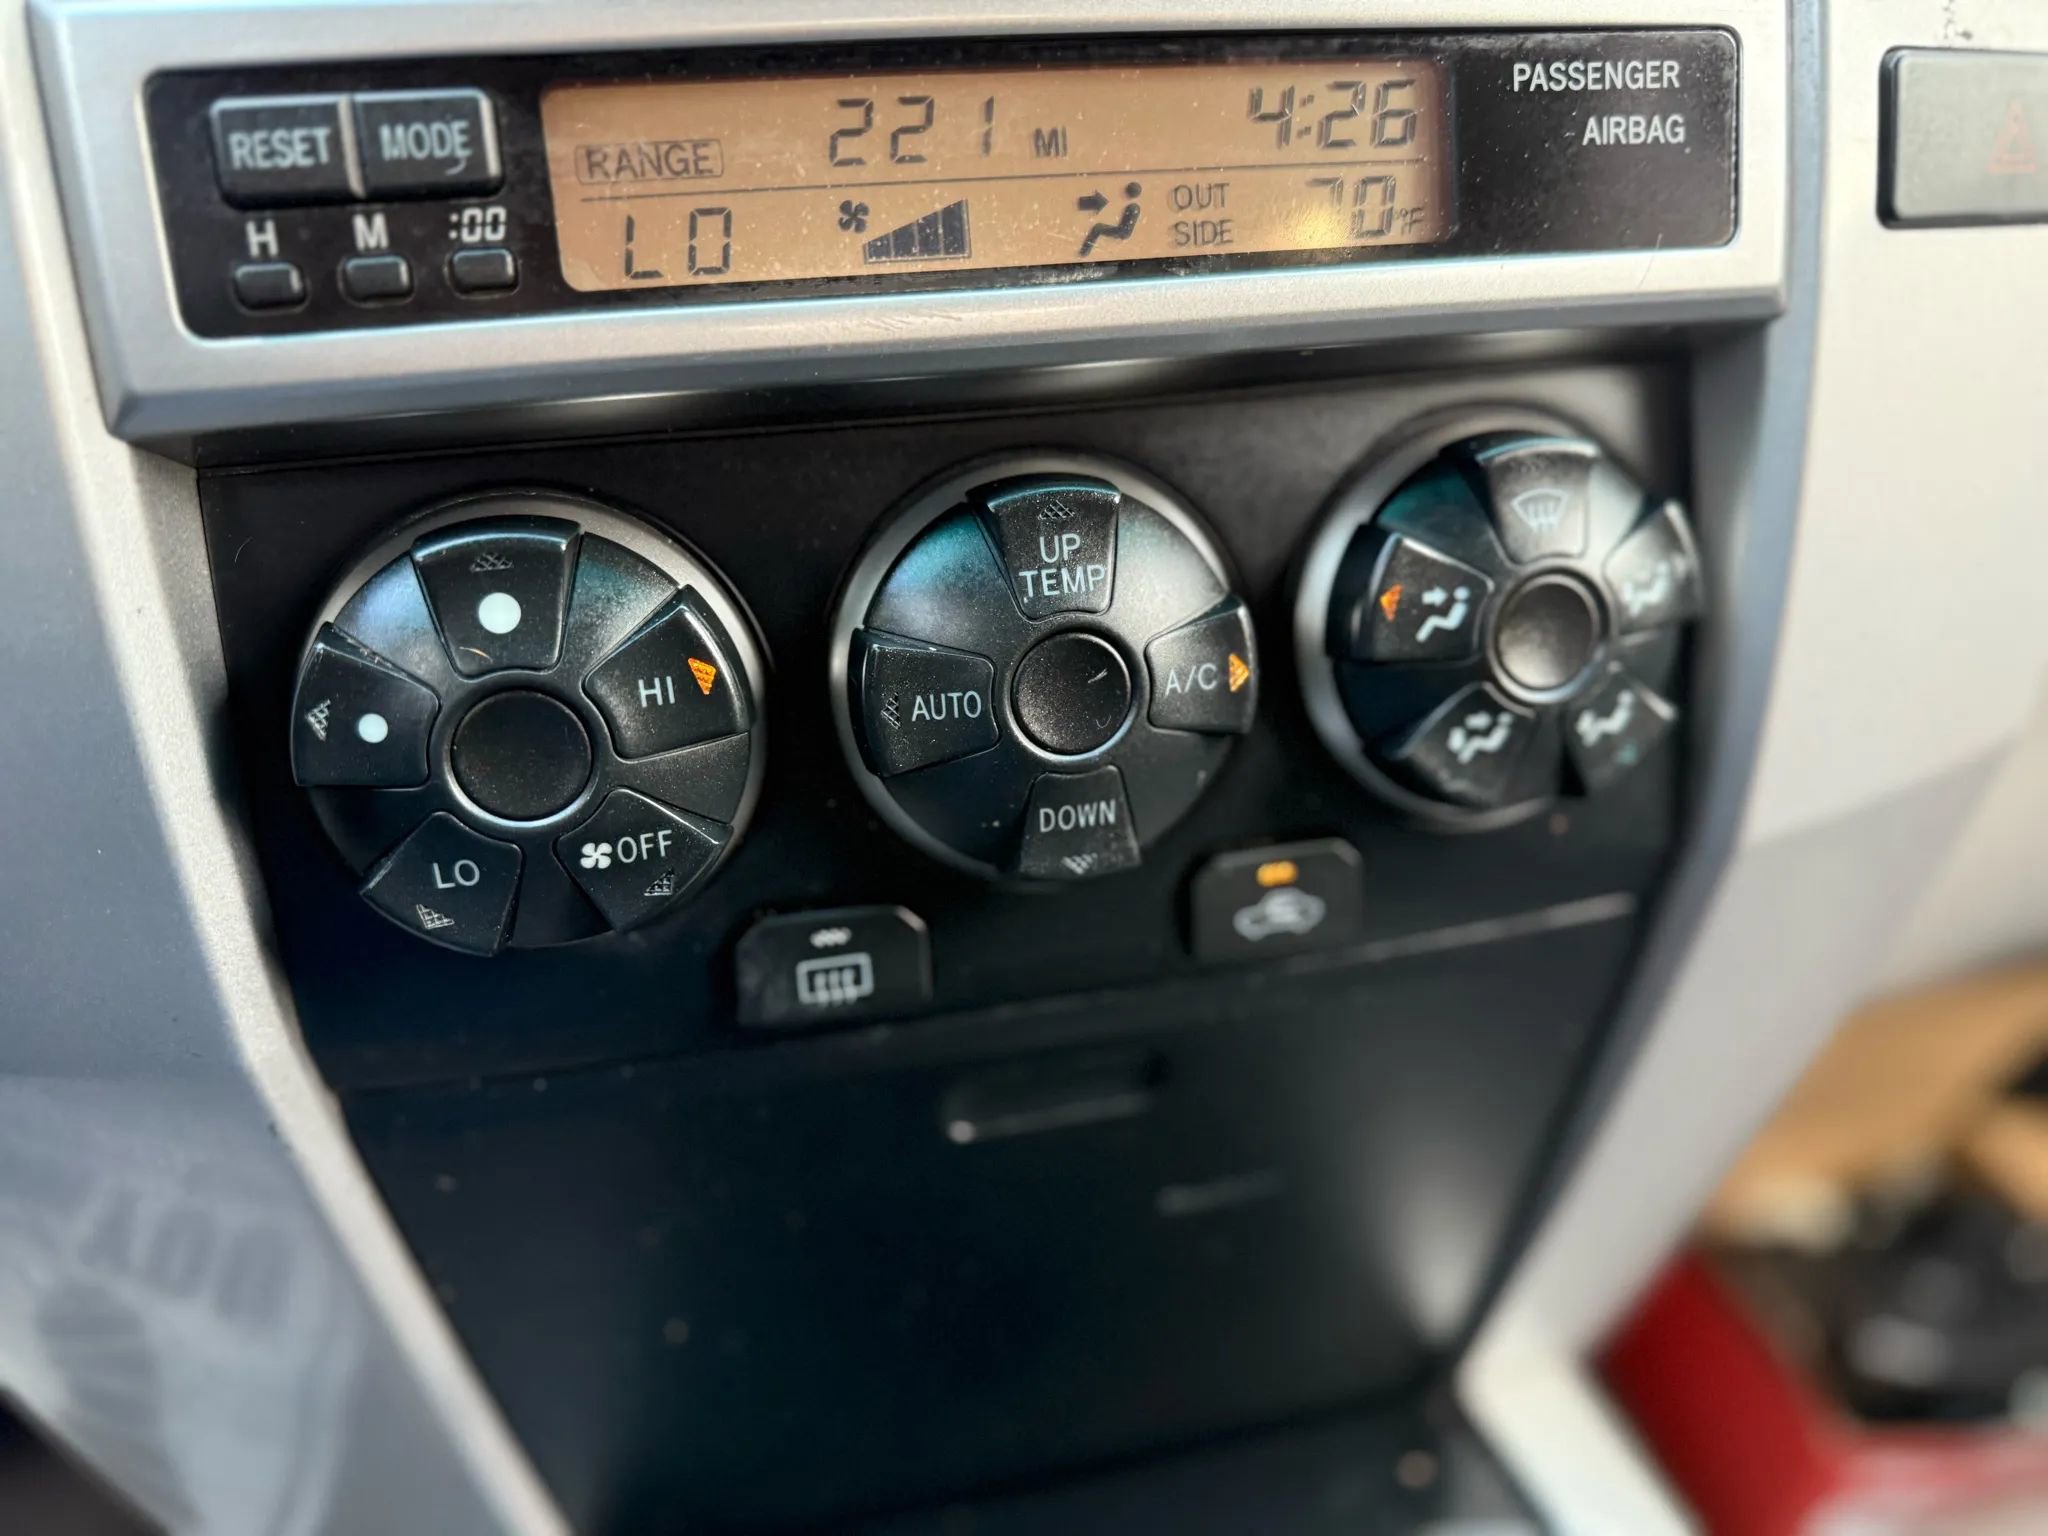 RESET MODE
H M :00
RANGE 221 MI 4:26
LO OUT SIDE 70°F
PASSENGER
AIRBAG
HI
LO
OFF
UP
TEMP
AUTO
A/C
DOWN